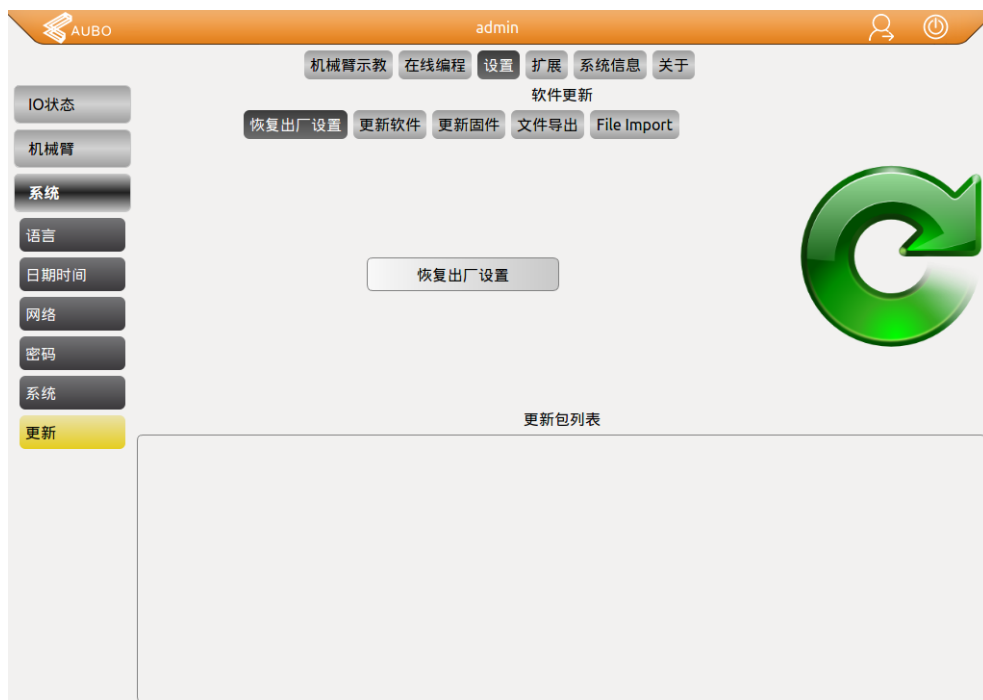 AUBO
admin
机械臂示教 在线编程 设置 扩展 系统信息 关于
软件更新
恢复出厂设置 更新软件 更新固件 文件导出 File Import
IO状态
机械臂
系统
语言
日期时间
网络
密码
系统
更新
恢复出厂设置
更新包列表